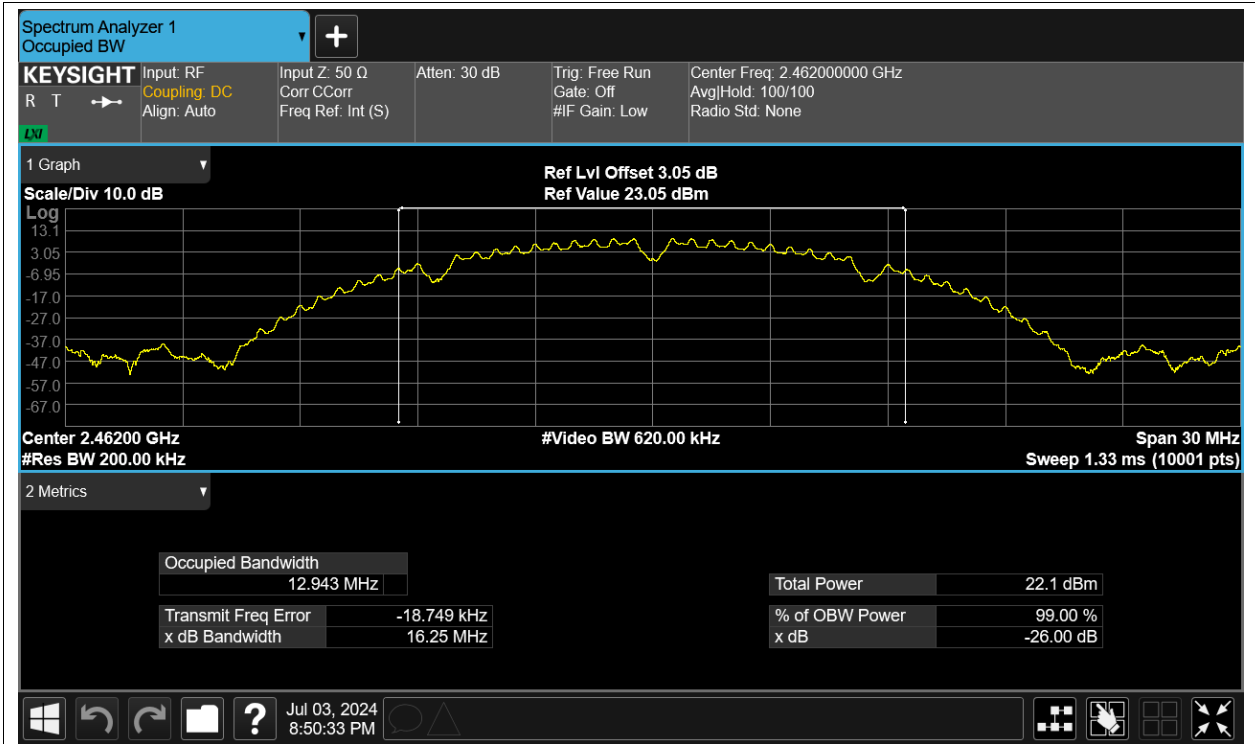 Spectrum Analyzer 1
Occupied BW
KEYSIGHT
R T
LXI
Input: RF
Coupling: DC
Align: Auto
Input Z: 50 Ω
Corr CCorr
Freq Ref: Int (S)
Atten: 30 dB
Trig: Free Run
Gate: Off
#IF Gain: Low
Center Freq: 2.462000000 GHz
Avg|Hold: 100/100
Radio Std: None
1 Graph
Ref Lvl Offset 3.05 dB
Scale/Div 10.0 dB
Ref Value 23.05 dBm
Log
13.1
3.05
-6.95
-17.0
-27.0
-37.0
-47.0
-57.0
-67.0
Center 2.46200 GHz
#Video BW 620.00 kHz
Span 30 MHz
#Res BW 200.00 kHz
Sweep 1.33 ms (10001 pts)
2 Metrics
Occupied Bandwidth
12.943 MHz
Total Power 22.1 dBm
Transmit Freq Error -18.749 kHz
% of OBW Power 99.00 %
x dB Bandwidth 16.25 MHz
x dB -26.00 dB
?
Jul 03, 2024
8:50:33 PM